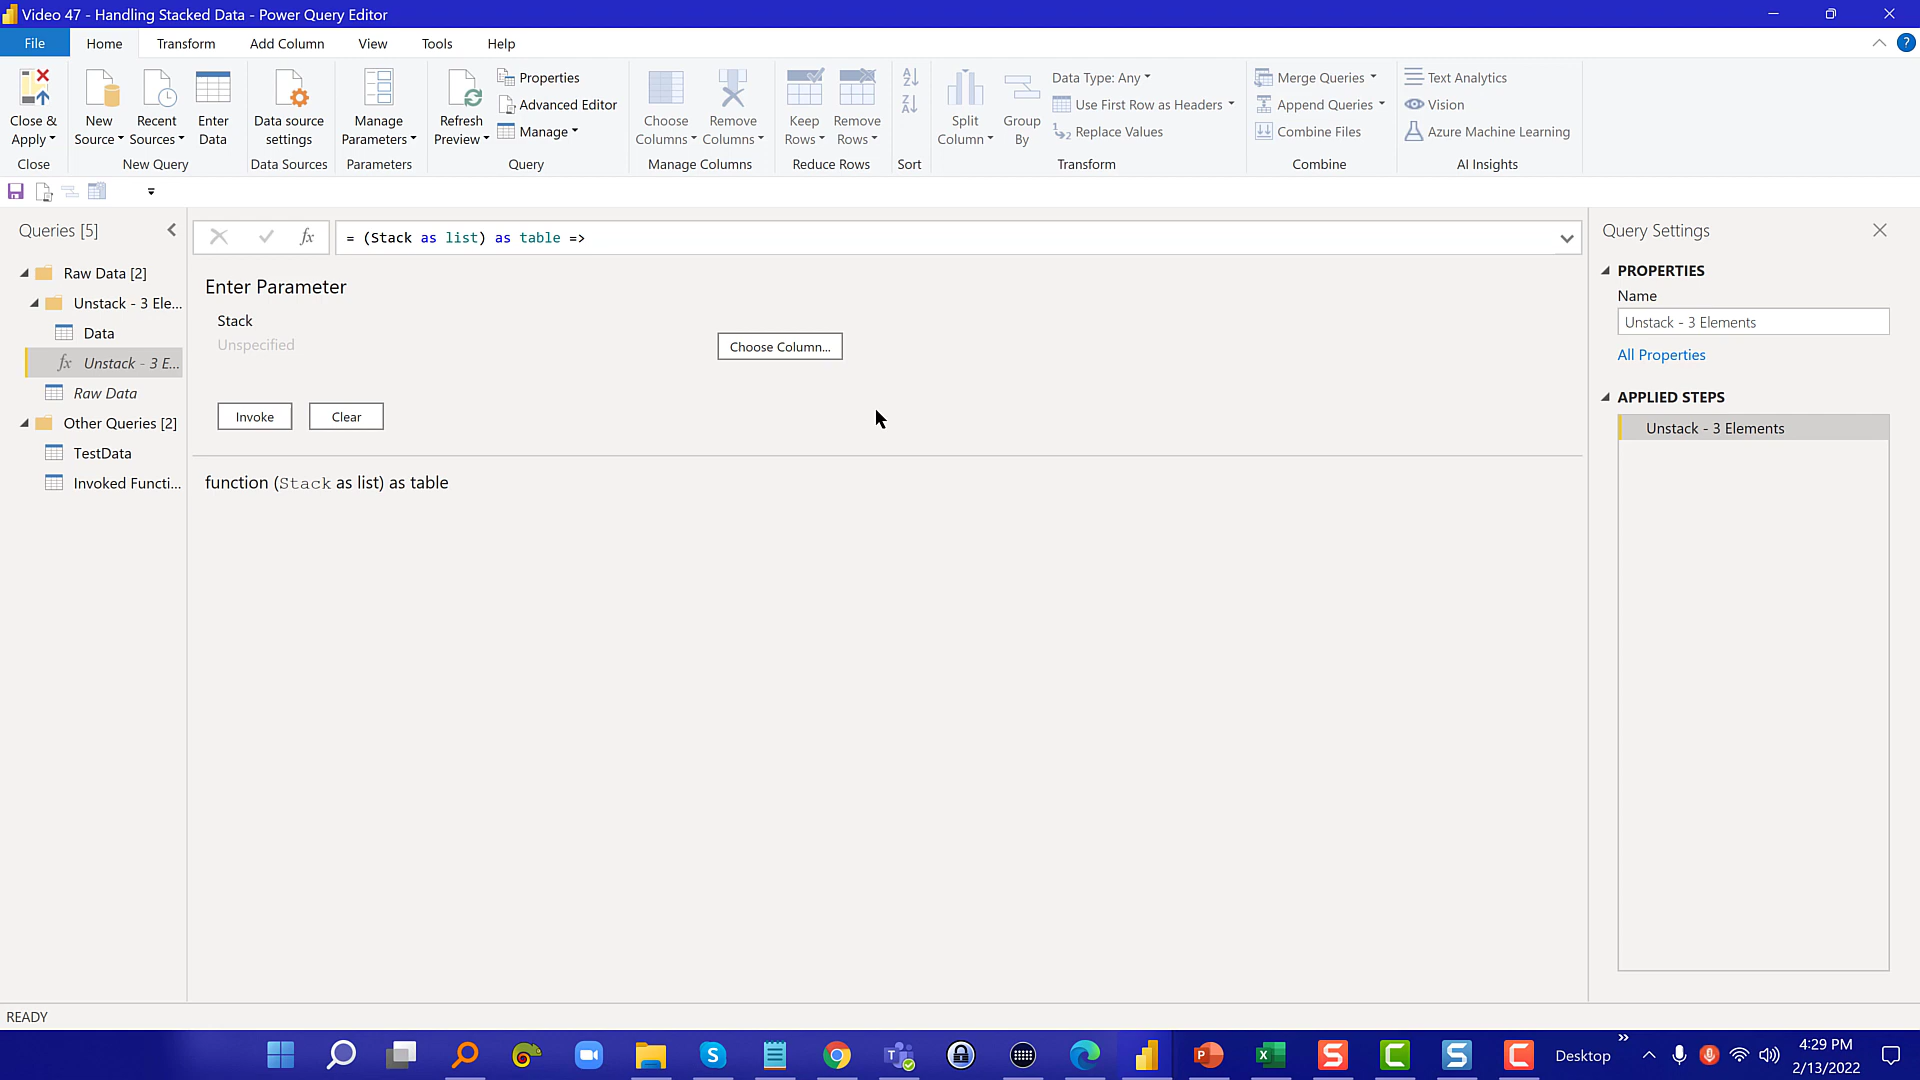 Video 47 - Handling Stacked Data - Power Query Editor
File Home Transform Add Column View Tools Help
Close & Apply
Close
New Source
Recent Sources
Enter Data
New Query
Data source settings
Data Sources
Manage Parameters
Parameters
Refresh Preview
Properties
Advanced Editor
Manage
Query
Choose Columns
Remove Columns
Manage Columns
Keep Rows
Remove Rows
Reduce Rows
Sort
Split Column
Group By
Data Type: Any
Use First Row as Headers
Replace Values
Transform
Merge Queries
Append Queries
Combine Files
Combine
Text Analytics
Vision
Azure Machine Learning
AI Insights
Queries [5]
Raw Data [2]
Unstack - 3 Ele...
Data
fx Unstack - 3 E...
Raw Data
Other Queries [2]
TestData
Invoked Functi...
fx = (Stack as list) as table =>
Enter Parameter
Stack
Unspecified
Choose Column...
Invoke Clear
function (Stack as list) as table
Query Settings
PROPERTIES
Name
Unstack - 3 Elements
All Properties
APPLIED STEPS
Unstack - 3 Elements
READY
Desktop
4:29 PM
2/13/2022